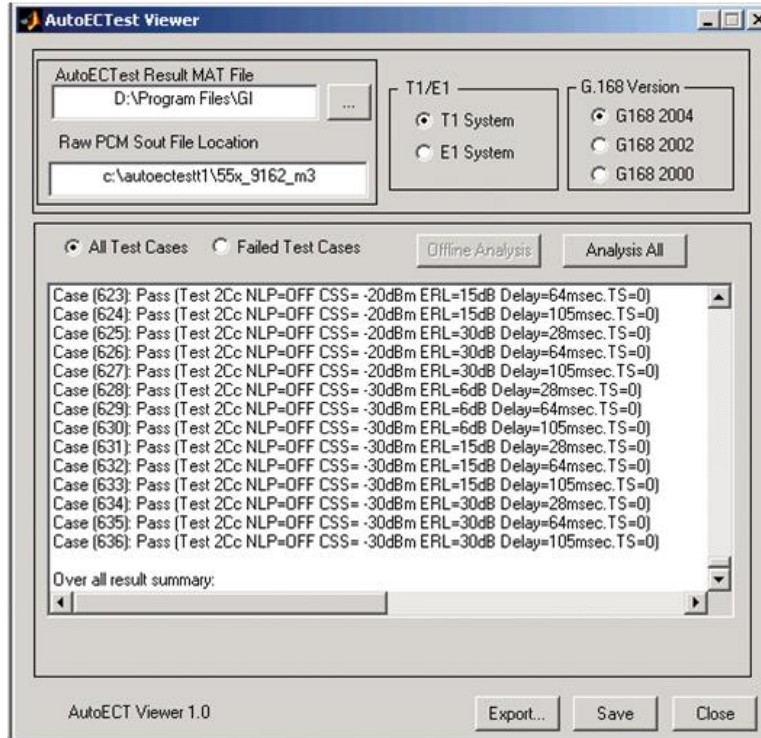 AutoECTest Viewer
AutoECTest Result MAT File
D:\Program Files\GI
...
Raw PCM Sout File Location
c:\autoectestt1\55x_9162_m3
T1/E1
T1 System
E1 System
G.168 Version
G168 2004
G168 2002
G168 2000
All Test Cases
Failed Test Cases
Offline Analysis
Analysis All
Case (623): Pass (Test 2Cc NLP=OFF CSS= -20dBm ERL=15dB Delay=64msec.TS=0)
Case (624): Pass (Test 2Cc NLP=OFF CSS= -20dBm ERL=15dB Delay=105msec.TS=0)
Case (625): Pass (Test 2Cc NLP=OFF CSS= -20dBm ERL=30dB Delay=28msec.TS=0)
Case (626): Pass (Test 2Cc NLP=OFF CSS= -20dBm ERL=30dB Delay=64msec.TS=0)
Case (627): Pass (Test 2Cc NLP=OFF CSS= -20dBm ERL=30dB Delay=105msec.TS=0)
Case (628): Pass (Test 2Cc NLP=OFF CSS= -30dBm ERL=6dB Delay=28msec.TS=0)
Case (629): Pass (Test 2Cc NLP=OFF CSS= -30dBm ERL=6dB Delay=64msec.TS=0)
Case (630): Pass (Test 2Cc NLP=OFF CSS= -30dBm ERL=6dB Delay=105msec.TS=0)
Case (631): Pass (Test 2Cc NLP=OFF CSS= -30dBm ERL=15dB Delay=28msec.TS=0)
Case (632): Pass (Test 2Cc NLP=OFF CSS= -30dBm ERL=15dB Delay=64msec.TS=0)
Case (633): Pass (Test 2Cc NLP=OFF CSS= -30dBm ERL=15dB Delay=105msec.TS=0)
Case (634): Pass (Test 2Cc NLP=OFF CSS= -30dBm ERL=30dB Delay=28msec.TS=0)
Case (635): Pass (Test 2Cc NLP=OFF CSS= -30dBm ERL=30dB Delay=64msec.TS=0)
Case (636): Pass (Test 2Cc NLP=OFF CSS= -30dBm ERL=30dB Delay=105msec.TS=0)
Over all result summary:
AutoECT Viewer 1.0
Export...
Save
Close